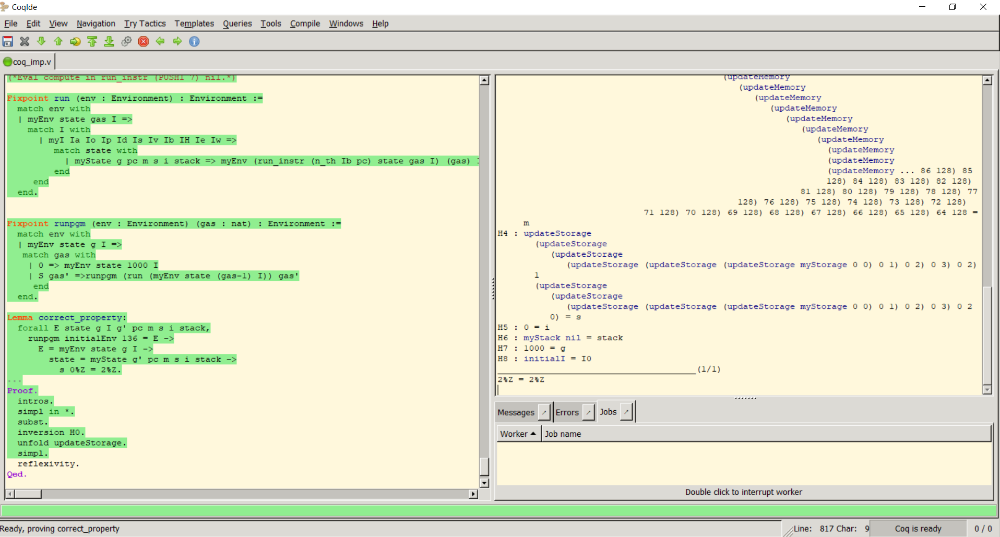 CoqIde
File Edit View Navigation Try Tactics Templates Queries Tools Compile Windows Help
coq_imp.v
(*Eval compute in run_instr (PUSH1 7) nil.*)
Fixpoint run (env : Environment) : Environment :=
match env with
| myEnv state gas I =>
match I with
| myI Ia Io Ip Id Is Iv Ib IH Ie Iw =>
match state with
| myState g pc m s i stack => myEnv (run_instr (n_th Ib pc) state gas I) (gas)
end
end
end.
Fixpoint runpgm (env : Environment) (gas : nat) : Environment :=
match env with
| myEnv state g I =>
match gas with
| 0 => myEnv state 1000 I
| S gas' =>runpgm (run (myEnv state (gas-1) I)) gas'
end
end.
Lemma correct_property:
forall E state g I g' pc m s i stack,
runpgm initialEnv 136 = E ->
E = myEnv state g I ->
state = myState g' pc m s i stack ->
s 0%Z = 2%Z.
...
Proof.
intros.
simpl in *.
subst.
inversion H0.
unfold updateStorage.
simpl.
reflexivity.
Qed.
(updateMemory
(updateMemory
(updateMemory
(updateMemory
(updateMemory
(updateMemory
(updateMemory
(updateMemory
(updateMemory
(updateMemory ... 86 128) 85
128) 84 128) 83 128) 82 128)
81 128) 80 128) 79 128) 78 128) 77
128) 76 128) 75 128) 74 128) 73 128) 72 128)
71 128) 70 128) 69 128) 68 128) 67 128) 66 128) 65 128) 64 128 =
m
H4 : updateStorage
(updateStorage
(updateStorage
(updateStorage (updateStorage (updateStorage myStorage 0 0) 0 1) 0 2) 0 3) 0 2)
1
(updateStorage
(updateStorage
(updateStorage (updateStorage (updateStorage myStorage 0 0) 0 1) 0 2) 0 3) 0 2
0) = s
H5 : 0 = i
H6 : myStack nil = stack
H7 : 1000 = g
H8 : initialI = I0
(1/1)
2%Z = 2%Z
Messages Errors Jobs
Worker Job name
Double click to interrupt worker
Ready, proving correct_property Line: 817 Char: 9 Coq is ready 0 / 0